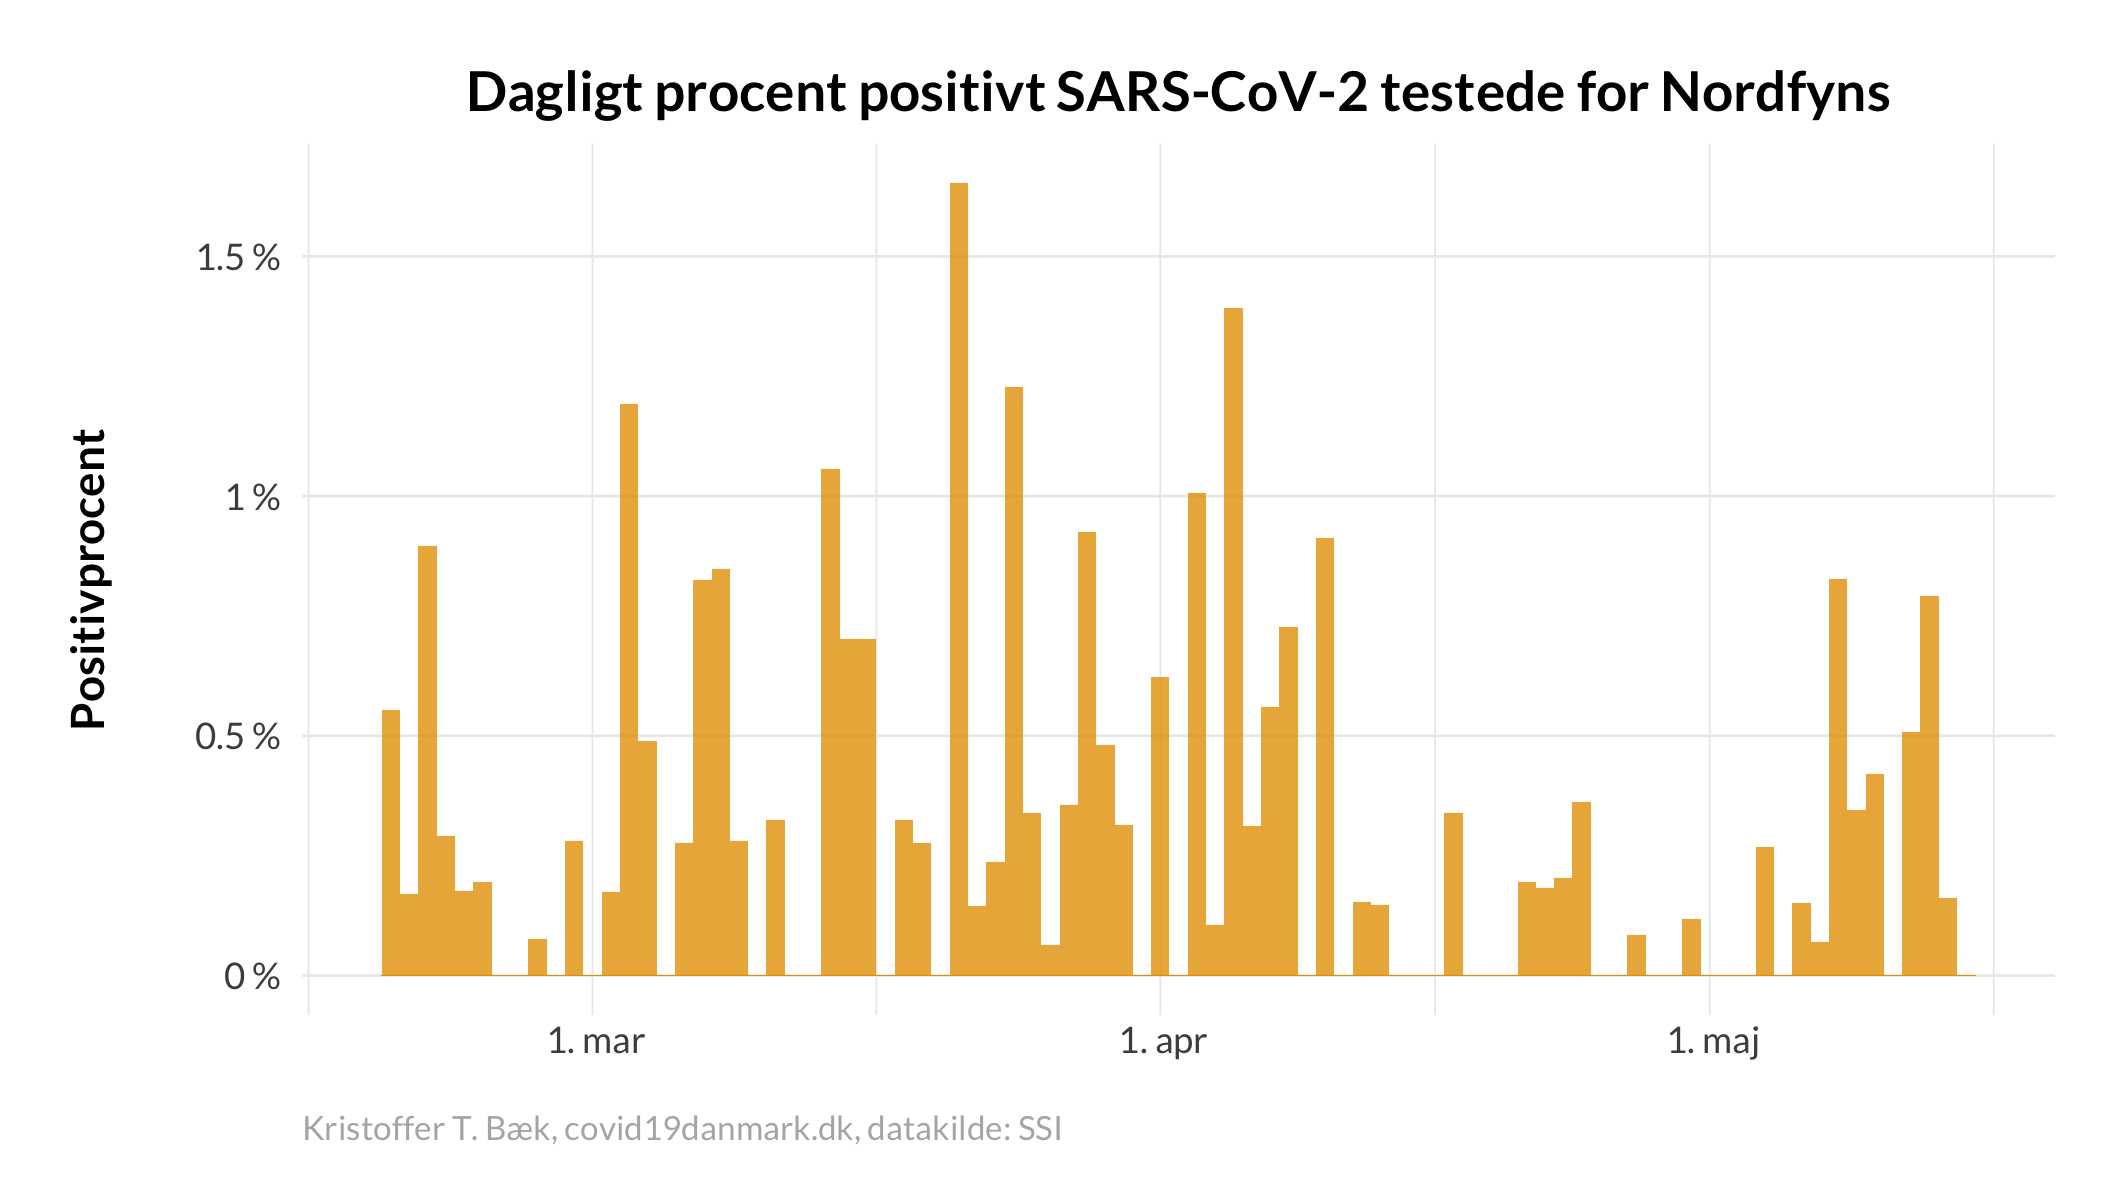 Dagligt procent positivt SARS-CoV-2 testede for Nordfyns
Positivprocent
1.5 %
1 %
0.5 %
0 %
1. mar
1. apr
1. maj
Kristoffer T. Bæk, covid19danmark.dk, datakilde: SSI